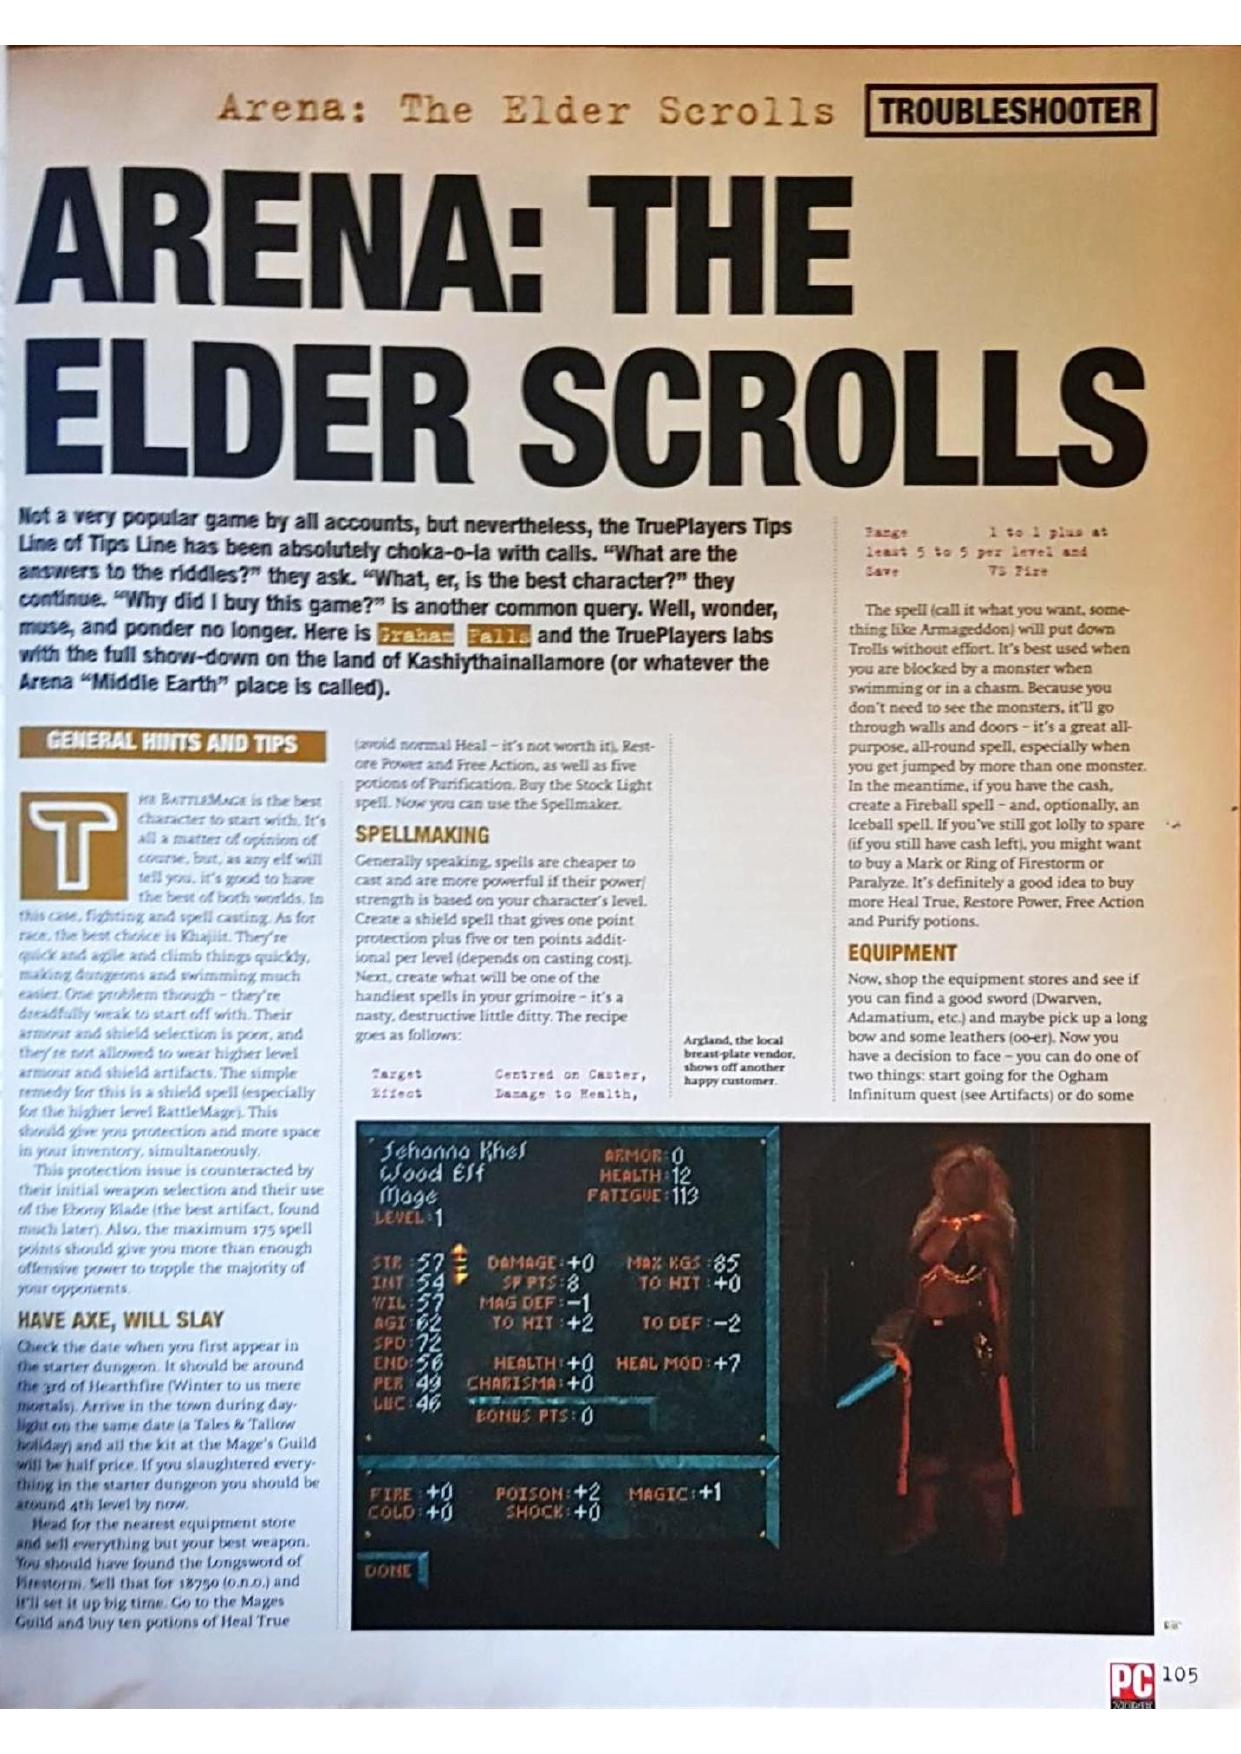 Arena: The Elder Scrolls
TROUBLESHOOTER
ARENA: THE
ELDER SCROLLS
Not a very popular game by all accounts, but nevertheless, the TruePlayers Tips
Line of Tips Line has been absolutely choka-o-la with calls. “What are the
answers to the riddles?” they ask. “What, er, is the best character?” they
continue. “Why did I buy this game?” is another common query. Well, wonder,
muse, and ponder no longer. Here is Graham Falls and the TruePlayers labs
with the full show-down on the land of Kashiythainallamore (or whatever the
Arena “Middle Earth” place is called).
GENERAL HINTS AND TIPS
THE BATTLEMAGE is the best
character to start with. It's
all a matter of opinion of
course, but, as any elf will
tell you, it's good to have
the best of both worlds. In
this case, fighting and spell casting. As for
race, the best choice is Khajiit. They're
quick and agile and climb things quickly,
making dungeons and swimming much
easier. One problem though – they're
dreadfully weak to start off with. Their
armour and shield selection is poor, and
they're not allowed to wear higher level
armour and shield artifacts. The simple
remedy for this is a shield spell (especially
for the higher level BattleMage). This
should give you protection and more space
in your inventory, simultaneously.
This protection issue is counteracted by
their initial weapon selection and their use
of the Ebony Blade (the best artifact, found
much later). Also, the maximum 175 spell
points should give you more than enough
offensive power to topple the majority of
your opponents.
HAVE AXE, WILL SLAY
Check the date when you first appear in
the starter dungeon. It should be around
the 3rd of Hearthfire (Winter to us mere
mortals). Arrive in the town during day-
light on the same date (a Tales & Tallow
holiday) and all the kit at the Mage's Guild
will be half price. If you slaughtered every-
thing in the starter dungeon you should be
around 4th level by now.
Head for the nearest equipment store
and sell everything but your best weapon.
You should have found the Longsword of
Firestorm. Sell that for 18750 (o.n.o.) and
it'll set it up big time. Go to the Mages
Guild and buy ten potions of Heal True
(avoid normal Heal – it's not worth it), Rest-
ore Power and Free Action, as well as five
potions of Purification. Buy the Stock Light
spell. Now you can use the Spellmaker.
SPELLMAKING
Generally speaking, spells are cheaper to
cast and are more powerful if their power/
strength is based on your character's level.
Create a shield spell that gives one point
protection plus five or ten points addit-
ional per level (depends on casting cost).
Next, create what will be one of the
handiest spells in your grimoire – it's a
nasty, destructive little ditty. The recipe
goes as follows:
Target Centred on Caster,
Effect Damage to Health,
Argland, the local
breast-plate vendor,
shows off another
happy customer.
Range 1 to 1 plus at
least 5 to 5 per level and
Save VS Fire
The spell (call it what you want, some-
thing like Armageddon) will put down
Trolls without effort. It's best used when
you are blocked by a monster when
swimming or in a chasm. Because you
don't need to see the monsters, it'll go
through walls and doors – it's a great all-
purpose, all-round spell, especially when
you get jumped by more than one monster.
In the meantime, if you have the cash,
create a Fireball spell – and, optionally, an
Iceball spell. If you've still got lolly to spare
(if you still have cash left), you might want
to buy a Mark or Ring of Firestorm or
Paralyze. It's definitely a good idea to buy
more Heal True, Restore Power, Free Action
and Purify potions.
EQUIPMENT
Now, shop the equipment stores and see if
you can find a good sword (Dwarven,
Adamatium, etc.) and maybe pick up a long
bow and some leathers (oo-er). Now you
have a decision to face – you can do one of
two things: start going for the Ogham
Infinitum quest (see Artifacts) or do some
Jehanna Khef ARMOR:0
Wood Elf HEALTH:12
Mage FATIGUE:113
LEVEL:1
STR:57 DAMAGE:+0 MAX KGS:85
INT:54 SP PTS:8 TO HIT:+0
WIL:57 MAG DEF:-1
AGI:62 TO HIT:+2 TO DEF:-2
SPD:72
END:56 HEALTH:+0 HEAL MOD:+7
PER:49 CHARISMA:+0
LUC:46
BONUS PTS:0
FIRE:+0 POISON:+2 MAGIC:+1
COLD:+0 SHOCK:+0
DONE
PC 105